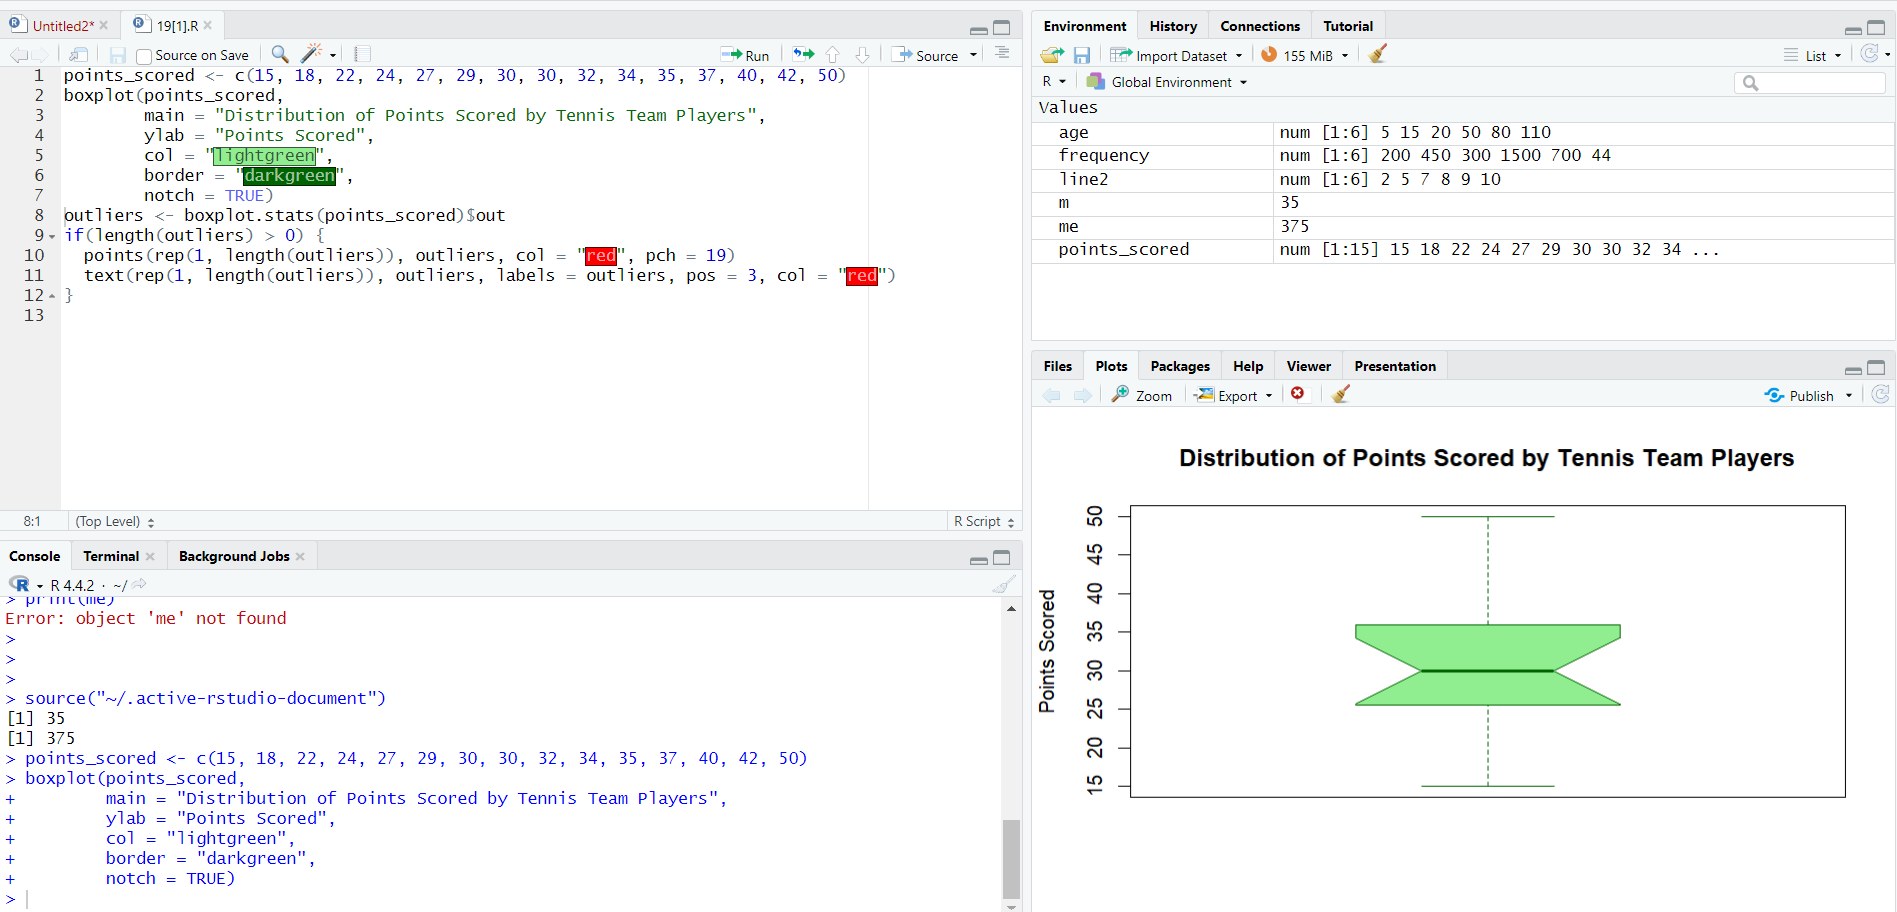 Untitled2*
19[1].R
Source on Save
Run
Source
1 points_scored <- c(15, 18, 22, 24, 27, 29, 30, 30, 32, 34, 35, 37, 40, 42, 50)
2 boxplot(points_scored,
3 main = "Distribution of Points Scored by Tennis Team Players",
4 ylab = "Points Scored",
5 col = "lightgreen",
6 border = "darkgreen",
7 notch = TRUE)
8 outliers <- boxplot.stats(points_scored)$out
9 if(length(outliers) > 0) {
10 points(rep(1, length(outliers)), outliers, col = "red", pch = 19)
11 text(rep(1, length(outliers)), outliers, labels = outliers, pos = 3, col = "red")
12 }
13
8:1 (Top Level) R Script
Console Terminal Background Jobs
R 4.4.2 · ~/
> print(me)
Error: object 'me' not found
>
>
>
> source("~/.active-rstudio-document")
[1] 35
[1] 375
> points_scored <- c(15, 18, 22, 24, 27, 29, 30, 30, 32, 34, 35, 37, 40, 42, 50)
> boxplot(points_scored,
+ main = "Distribution of Points Scored by Tennis Team Players",
+ ylab = "Points Scored",
+ col = "lightgreen",
+ border = "darkgreen",
+ notch = TRUE)
>
Environment History Connections Tutorial
Import Dataset 155 MiB List
R Global Environment
Values
age num [1:6] 5 15 20 50 80 110
frequency num [1:6] 200 450 300 1500 700 44
line2 num [1:6] 2 5 7 8 9 10
m 35
me 375
points_scored num [1:15] 15 18 22 24 27 29 30 30 32 34 ...
Files Plots Packages Help Viewer Presentation
Zoom Export Publish
Distribution of Points Scored by Tennis Team Players
Points Scored
50
45
40
35
30
25
20
15